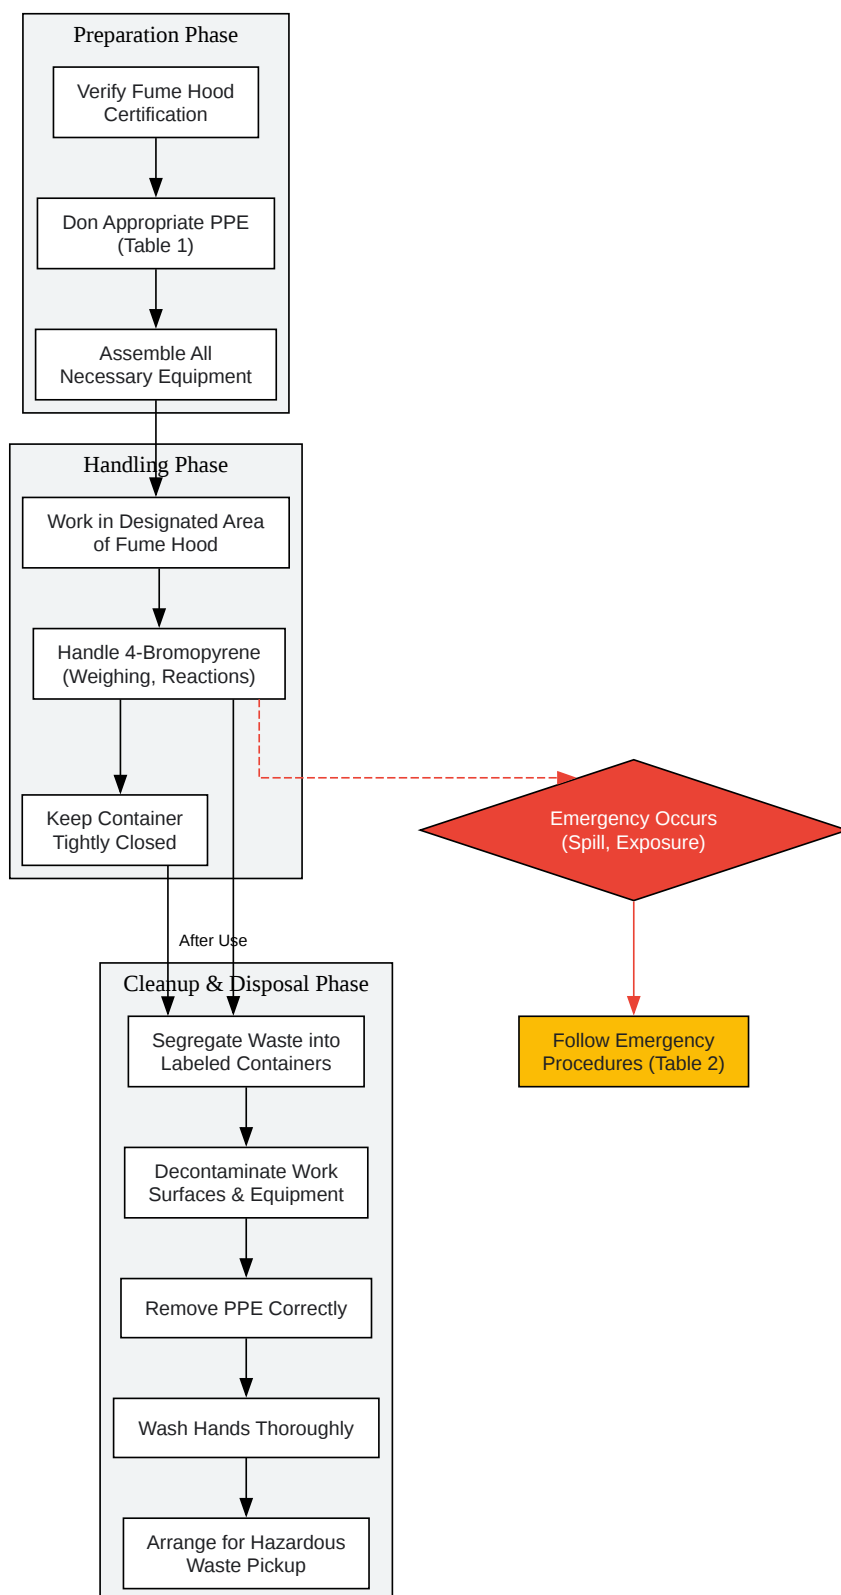 Preparation Phase
Verify Fume Hood
Certification
Don Appropriate PPE
(Table 1)
Assemble All
Necessary Equipment
Handling Phase
Work in Designated Area
of Fume Hood
Handle 4-Bromopyrene
(Weighing, Reactions)
Keep Container
Tightly Closed
Emergency Occurs
(Spill, Exposure)
After Use
Cleanup & Disposal Phase
Segregate Waste into
Labeled Containers
Follow Emergency
Procedures (Table 2)
Decontaminate Work
Surfaces & Equipment
Remove PPE Correctly
Wash Hands Thoroughly
Arrange for Hazardous
Waste Pickup